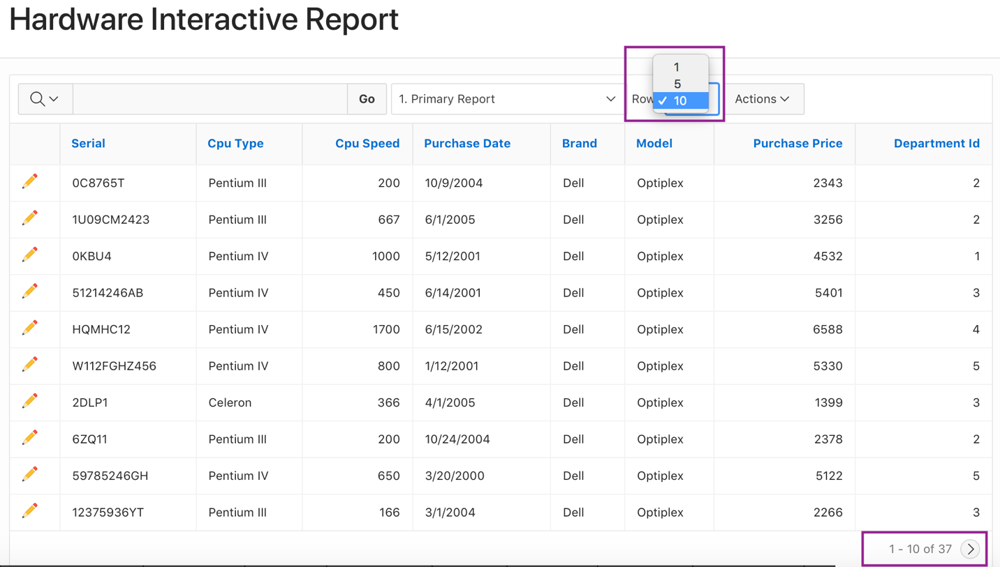 Hardware Interactive Report
1
5
✓ 10
Go
1. Primary Report
Row
Actions
Serial Cpu Type Cpu Speed Purchase Date Brand Model Purchase Price Department Id
0C8765T Pentium III 200 10/9/2004 Dell Optiplex 2343 2
1U09CM2423 Pentium III 667 6/1/2005 Dell Optiplex 3256 2
0KBU4 Pentium IV 1000 5/12/2001 Dell Optiplex 4532 1
51214246AB Pentium IV 450 6/14/2001 Dell Optiplex 5401 3
HQMHC12 Pentium IV 1700 6/15/2002 Dell Optiplex 6588 4
W112FGHZ456 Pentium IV 800 1/12/2001 Dell Optiplex 5330 5
2DLP1 Celeron 366 4/1/2005 Dell Optiplex 1399 3
6ZQ11 Pentium III 200 10/24/2004 Dell Optiplex 2378 2
59785246GH Pentium IV 650 3/20/2000 Dell Optiplex 5122 5
12375936YT Pentium III 166 3/1/2004 Dell Optiplex 2266 3
1 - 10 of 37